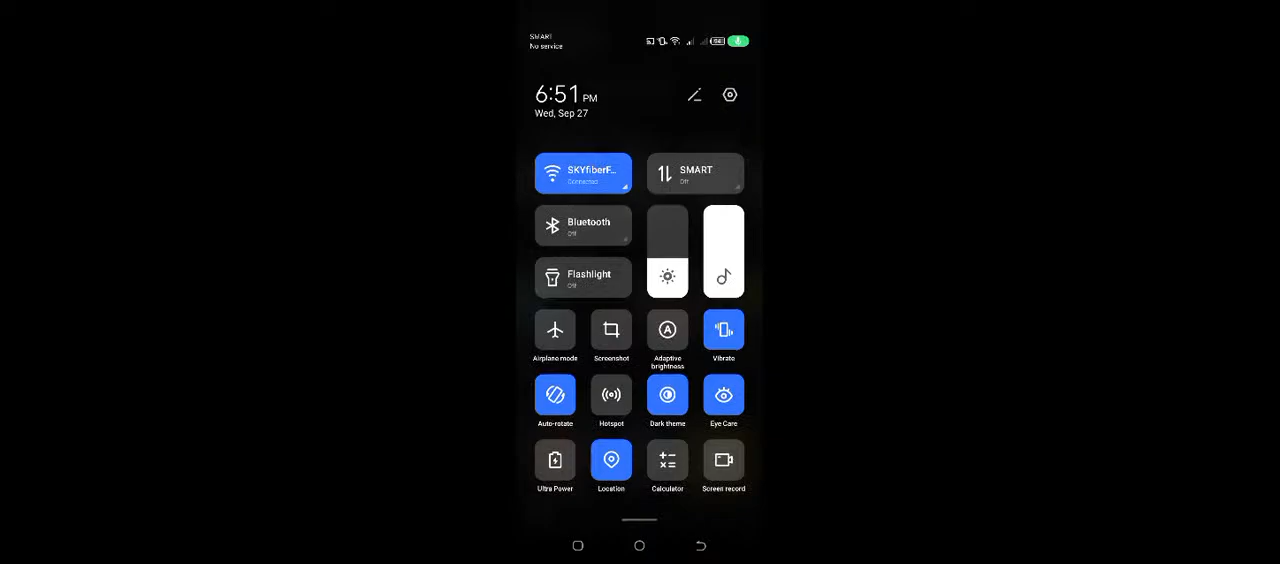 SMART
No service
6:51 PM
Wed, Sep 27
SKYfiberF...
Connected
SMART
Off
Bluetooth
Off
Flashlight
Off
A
Airplane mode
Screenshot
Adaptive
brightness
Vibrate
Auto-rotate
Hotspot
Dark theme
Eye Care
Ultra Power
Location
Calculator
Screen record